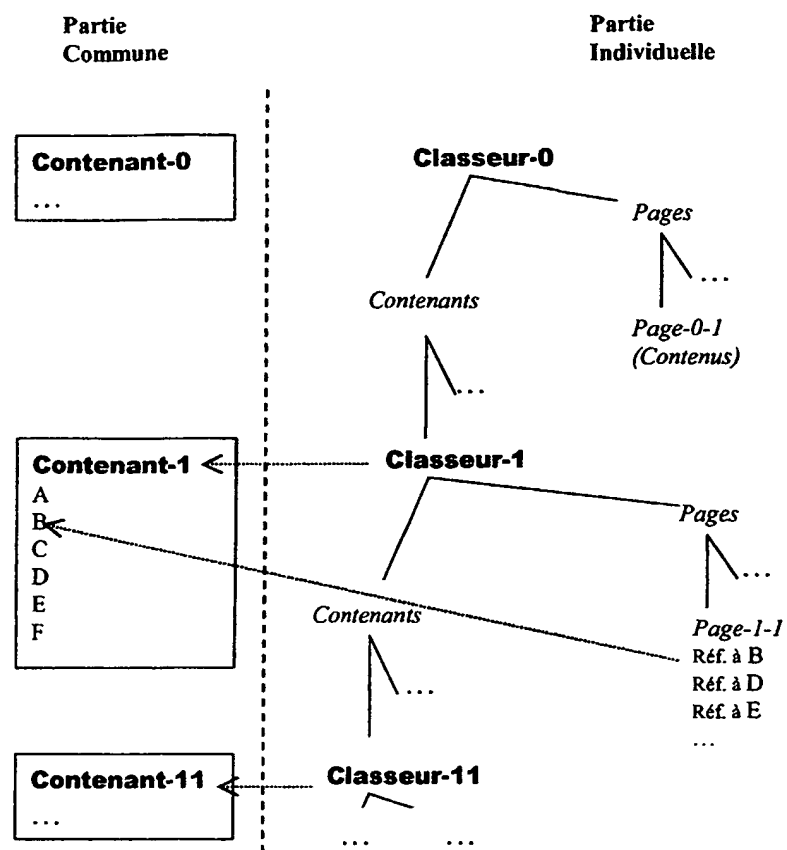 Partie
Commune
Partie
Individuelle
Contenant-0
...
Classeur-0
Pages
...
Contenants
Page-0-1
(Contenus)
...
Contenant-1
A
B
C
D
E
F
Classeur-1
Pages
...
Contenants
Page-1-1
Réf. à B
Réf. à D
Réf. à E
...
...
Contenant-11
...
Classeur-11
... ...